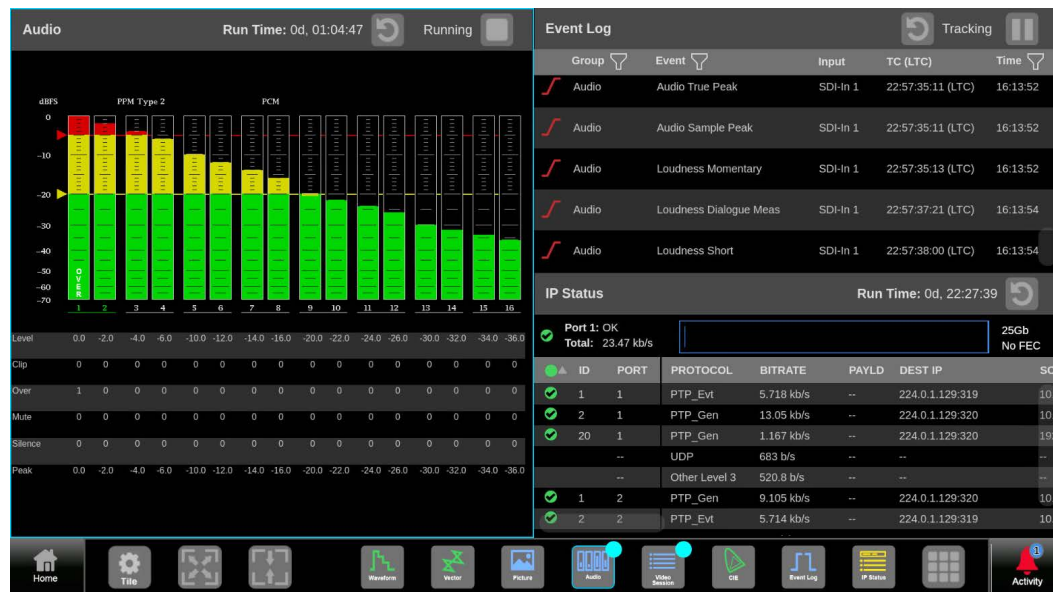 Audio Run Time: 0d, 01:04:47 Running
dBFS PPM Type 2 PCM
0
-10
-20
-30
-40
-50
-60
-70
OVER
1 2 3 4 5 6 7 8 9 10 11 12 13 14 15 16
Level 0.0 -2.0 -4.0 -6.0 -10.0 -12.0 -14.0 -16.0 -20.0 -22.0 -24.0 -26.0 -30.0 -32.0 -34.0 -36.0
Clip 0 0 0 0 0 0 0 0 0 0 0 0 0 0 0 0
Over 1 0 0 0 0 0 0 0 0 0 0 0 0 0 0 0
Mute 0 0 0 0 0 0 0 0 0 0 0 0 0 0 0 0
Silence 0 0 0 0 0 0 0 0 0 0 0 0 0 0 0 0
Peak 0.0 -2.0 -4.0 -6.0 -10.0 -12.0 -14.0 -16.0 -20.0 -22.0 -24.0 -26.0 -30.0 -32.0 -34.0 -36.0
Event Log Tracking
Group Event Input TC (LTC) Time
Audio Audio True Peak SDI-In 1 22:57:35:11 (LTC) 16:13:52
Audio Audio Sample Peak SDI-In 1 22:57:35:11 (LTC) 16:13:52
Audio Loudness Momentary SDI-In 1 22:57:35:13 (LTC) 16:13:52
Audio Loudness Dialogue Meas SDI-In 1 22:57:37:21 (LTC) 16:13:54
Audio Loudness Short SDI-In 1 22:57:38:00 (LTC) 16:13:54
IP Status Run Time: 0d, 22:27:39
Port 1: OK
Total: 23.47 kb/s
25Gb
No FEC
ID PORT PROTOCOL BITRATE PAYLD DEST IP SO
1 1 PTP_Evt 5.718 kb/s -- 224.0.1.129:319 10.
2 1 PTP_Gen 13.05 kb/s -- 224.0.1.129:320 10.
20 1 PTP_Gen 1.167 kb/s -- 224.0.1.129:320 192
-- UDP 683 b/s -- -- --
-- Other Level 3 520.8 b/s -- -- --
1 2 PTP_Gen 9.105 kb/s -- 224.0.1.129:320 10.
2 2 PTP_Evt 5.714 kb/s -- 224.0.1.129:319 10.
Home Tile Waveform Vector Picture Audio Video Session CIE Event Log IP Status 1 Activity